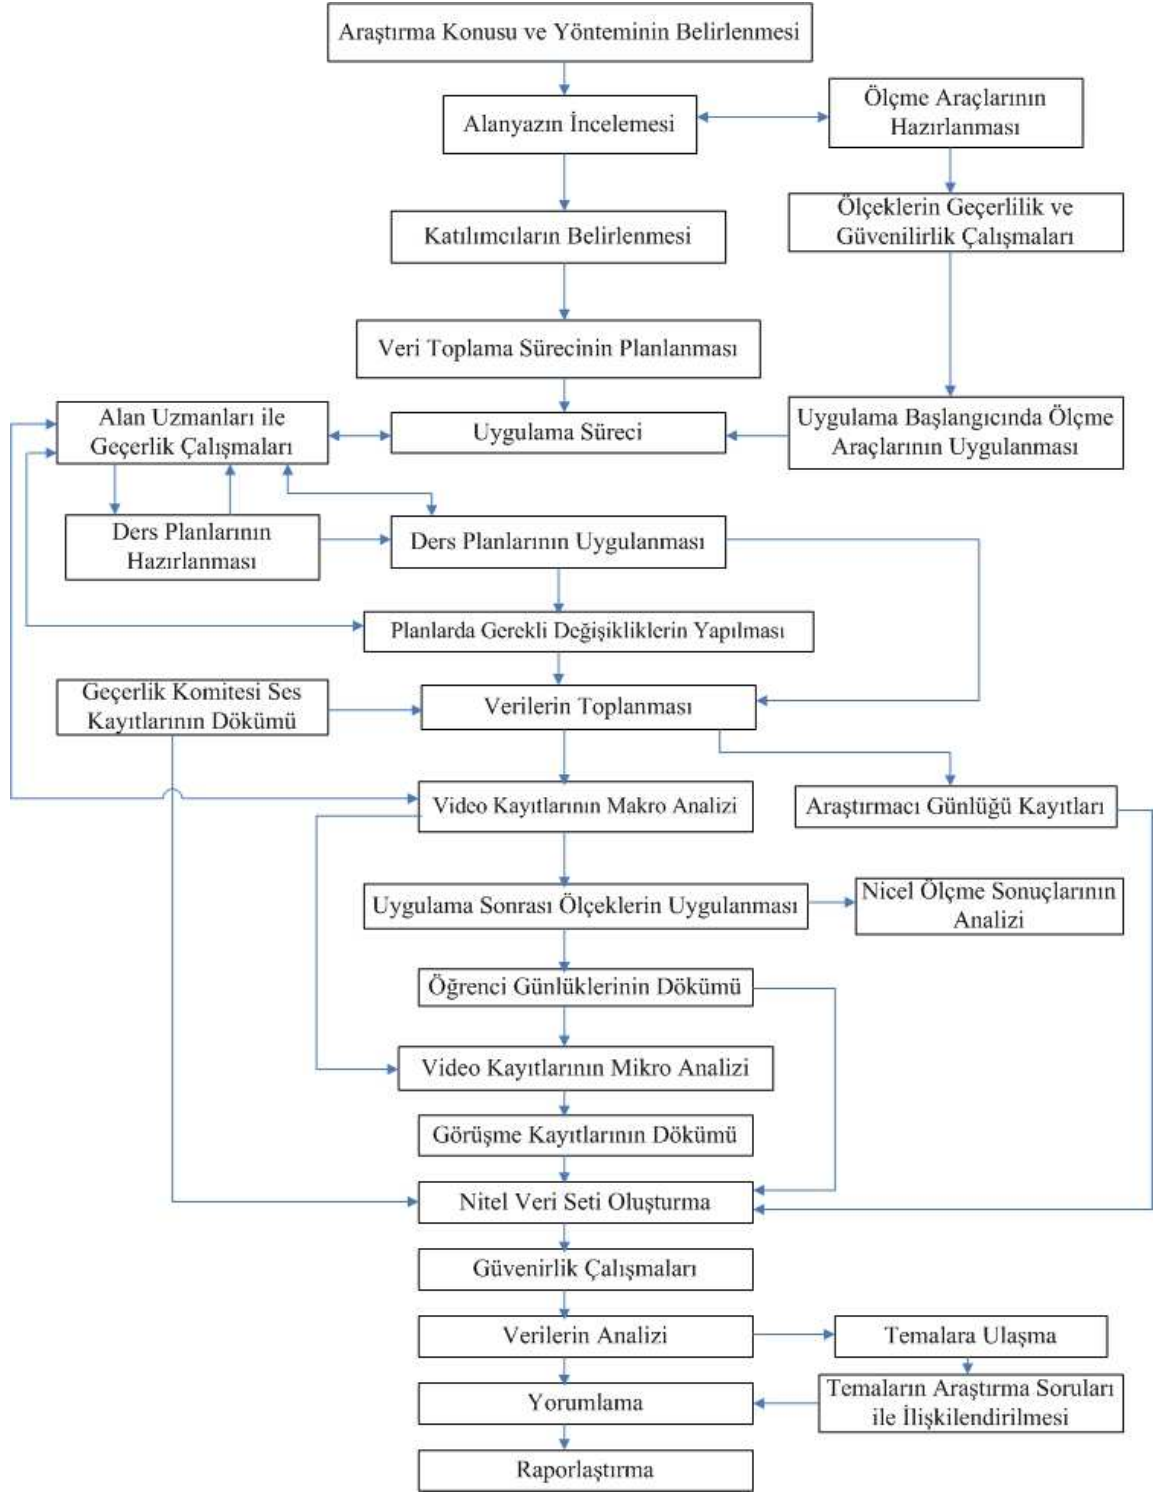 Araştırma Konusu ve Yönteminin Belirlenmesi
Alanyazın İncelemesi
Ölçme Araçlarının
Hazırlanması
Katılımcıların Belirlenmesi
Ölçeklerin Geçerlilik ve
Güvenilirlik Çalışmaları
Veri Toplama Sürecinin Planlanması
Alan Uzmanları ile
Geçerlik Çalışmaları
Uygulama Süreci
Uygulama Başlangıcında Ölçme
Araçlarının Uygulanması
Ders Planlarının
Hazırlanması
Ders Planlarının Uygulanması
Planlarda Gerekli Değişikliklerin Yapılması
Geçerlik Komitesi Ses
Kayıtlarının Dökümü
Verilerin Toplanması
Video Kayıtlarının Makro Analizi
Araştırmacı Günlüğü Kayıtları
Uygulama Sonrası Ölçeklerin Uygulanması
Nicel Ölçme Sonuçlarının
Analizi
Öğrenci Günlüklerinin Dökümü
Video Kayıtlarının Mikro Analizi
Görüşme Kayıtlarının Dökümü
Nitel Veri Seti Oluşturma
Güvenirlik Çalışmaları
Verilerin Analizi
Temalara Ulaşma
Yorumlama
Temaların Araştırma Soruları
ile İlişkilendirilmesi
Raporlaştırma